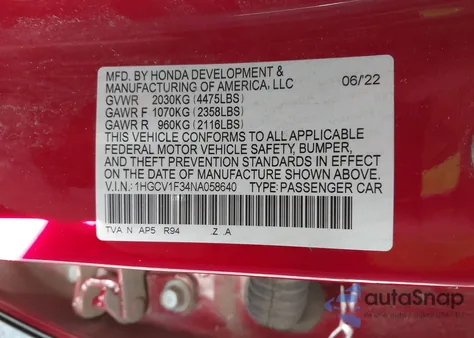 MFD. BY HONDA DEVELOPMENT &
MANUFACTURING OF AMERICA, LLC 06/22
GVWR 2030KG (4475LBS)
GAWR F 1070KG (2358LBS)
GAWR R 960KG (2116LBS)
THIS VEHICLE CONFORMS TO ALL APPLICABLE
FEDERAL MOTOR VEHICLE SAFETY, BUMPER,
AND THEFT PREVENTION STANDARDS IN EFFECT
ON THE DATE OF MANUFACTURE SHOWN ABOVE.
V.I.N: 1HGCV1F34NA058640 TYPE: PASSENGER CAR
TVA N AP5 R94 .Z .A
autoSnap